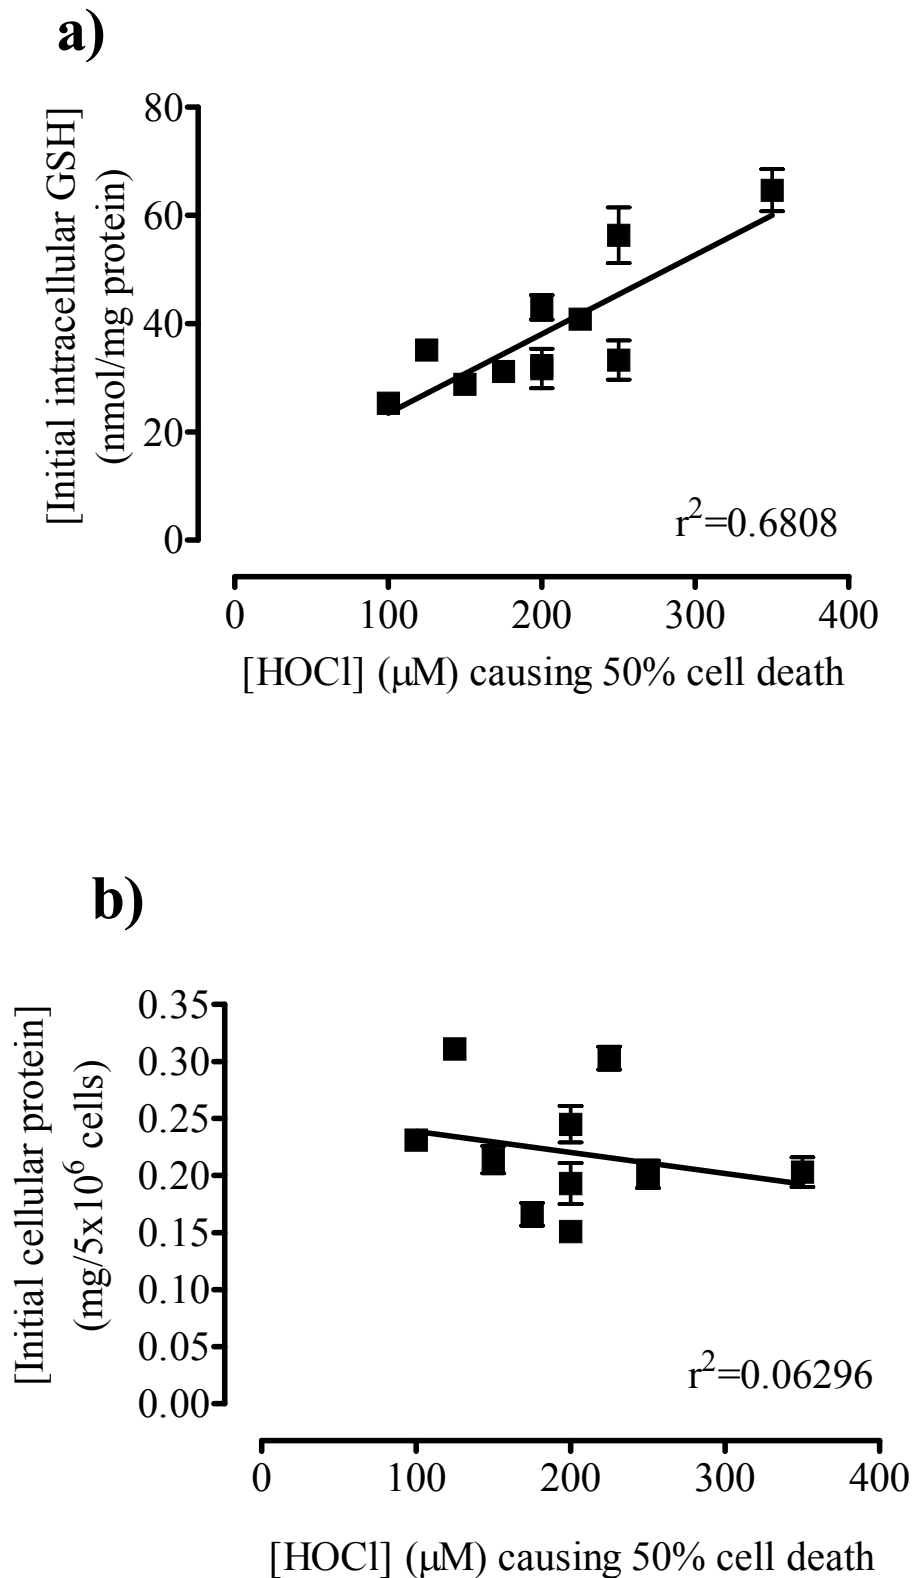 a)
[Initial intracellular GSH]
(nmol/mg protein)
80
60
40
20
0
r²=0.6808
0 100 200 300 400
[HOCl] (μM) causing 50% cell death
b)
[Initial cellular protein]
(mg/5x10⁶ cells)
0.35
0.30
0.25
0.20
0.15
0.10
0.05
0.00
r²=0.06296
0 100 200 300 400
[HOCl] (μM) causing 50% cell death